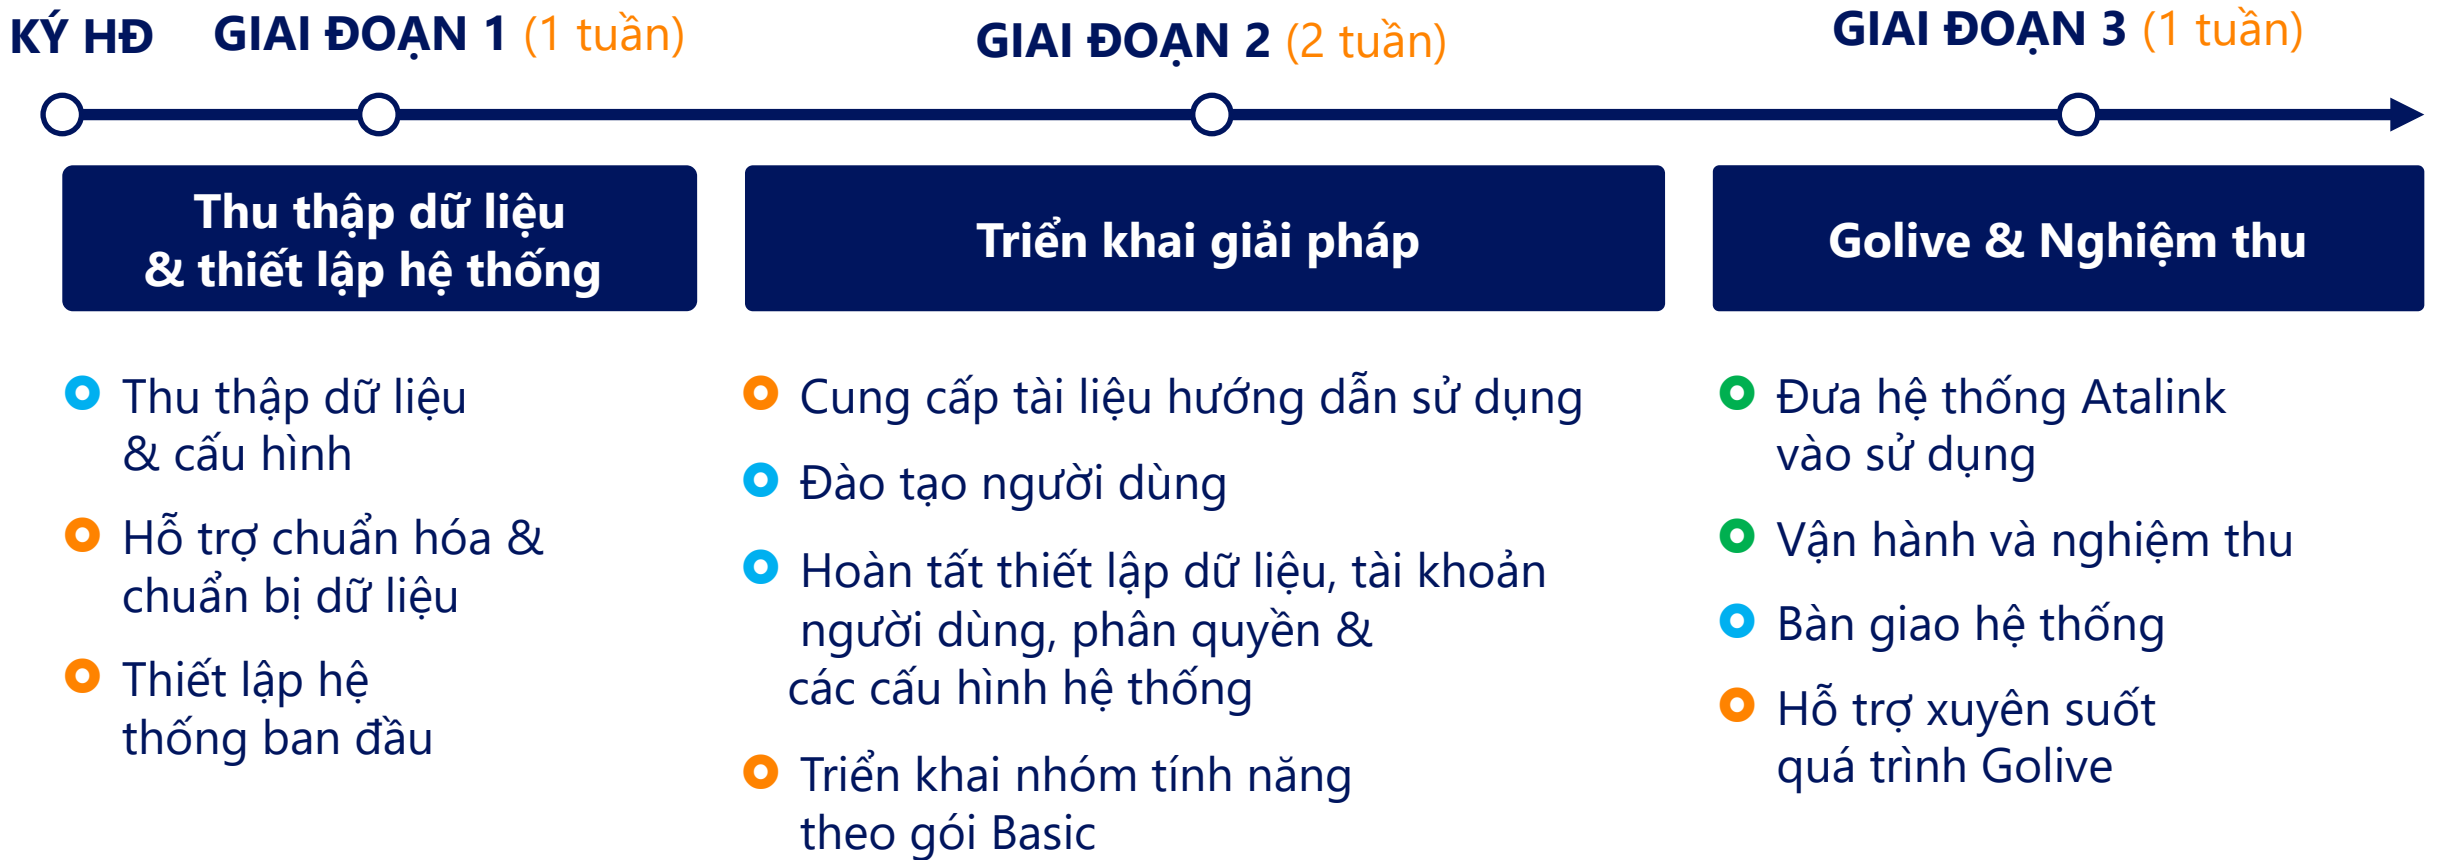 KÝ HĐ
GIAI ĐOẠN 1 (1 tuần)
GIAI ĐOẠN 2 (2 tuần)
GIAI ĐOẠN 3 (1 tuần)
Thu thập dữ liệu
& thiết lập hệ thống
Thu thập dữ liệu
& cấu hình
Hỗ trợ chuẩn hóa &
chuẩn bị dữ liệu
Thiết lập hệ
thống ban đầu
Triển khai giải pháp
Cung cấp tài liệu hướng dẫn sử dụng
Đào tạo người dùng
Hoàn tất thiết lập dữ liệu, tài khoản
người dùng, phân quyền &
các cấu hình hệ thống
Triển khai nhóm tính năng
theo gói Basic
Golive & Nghiệm thu
Đưa hệ thống Atalink
vào sử dụng
Vận hành và nghiệm thu
Bàn giao hệ thống
Hỗ trợ xuyên suốt
quá trình Golive